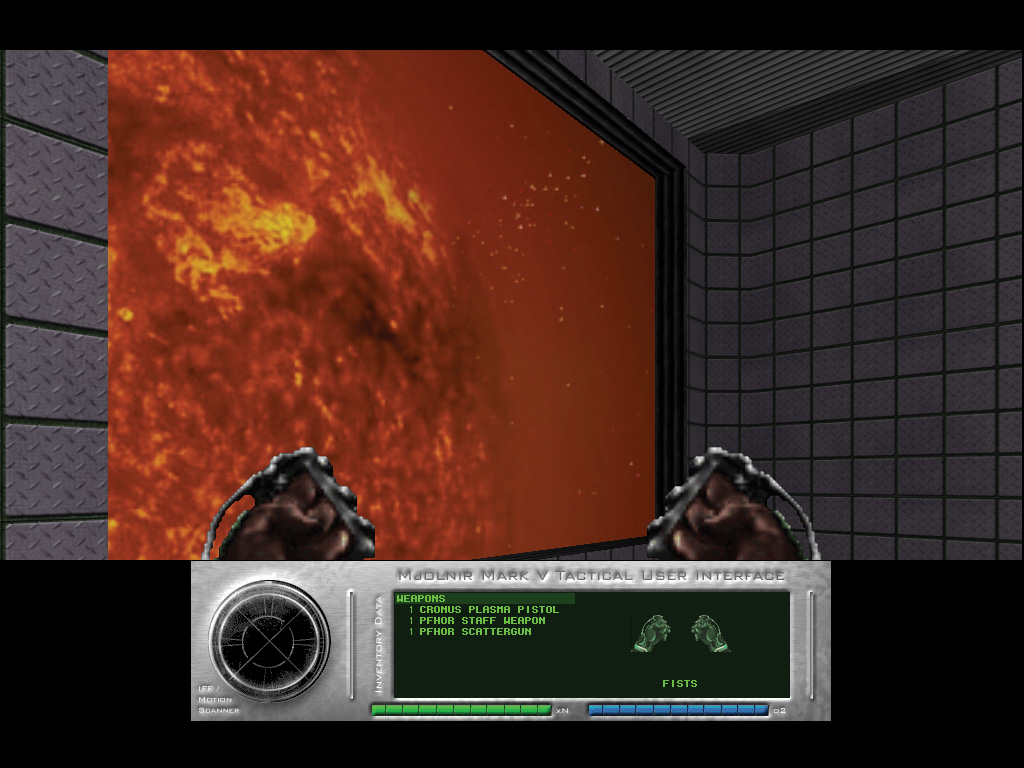 Mjolnir Mark V Tactical User Interface
Inventory Data
WEAPONS
1 CRONUS PLASMA PISTOL
1 PFHOR STAFF WEAPON
1 PFHOR SCATTERGUN
FISTS
IFF /
Motion
Scanner
xN
o2